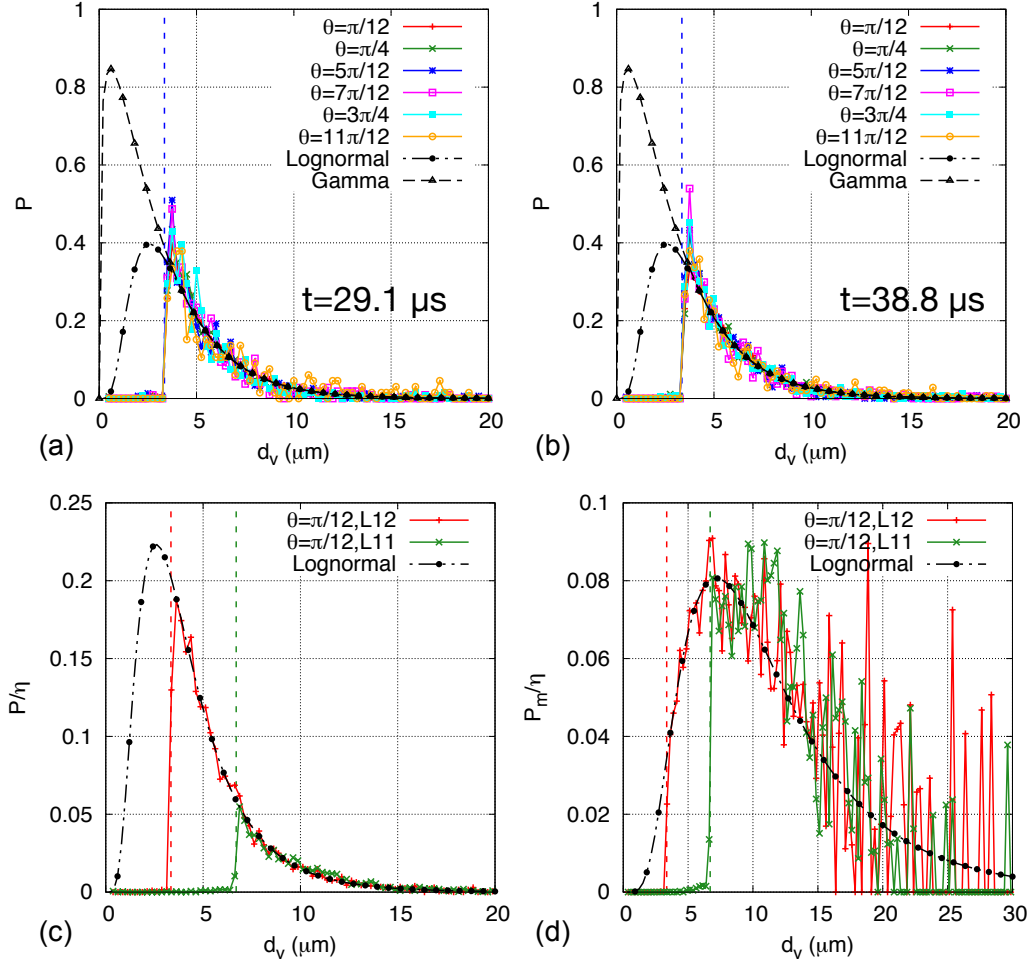 1
0.8
0.6
0.4
0.2
0
P
θ=π/12
θ=π/4
θ=5π/12
θ=7π/12
θ=3π/4
θ=11π/12
Lognormal
Gamma
t=29.1 μs
0 5 10 15 20
(a) dᵥ (μm)
1
0.8
0.6
0.4
0.2
0
P
θ=π/12
θ=π/4
θ=5π/12
θ=7π/12
θ=3π/4
θ=11π/12
Lognormal
Gamma
t=38.8 μs
0 5 10 15 20
(b) dᵥ (μm)
0.25
0.2
0.15
0.1
0.05
0
P/η
θ=π/12,L12
θ=π/12,L11
Lognormal
0 5 10 15 20
(c) dᵥ (μm)
0.1
0.08
0.06
0.04
0.02
0
Pₘ/η
θ=π/12,L12
θ=π/12,L11
Lognormal
0 5 10 15 20 25 30
(d) dᵥ (μm)